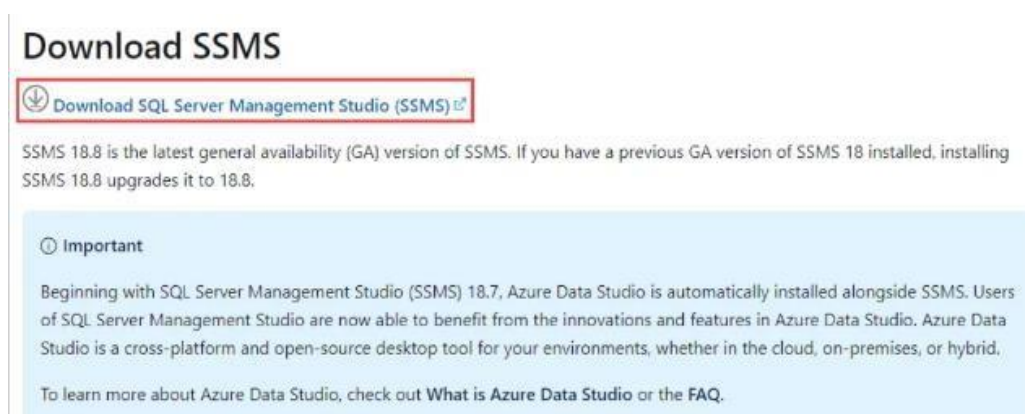 Download SSMS
Download SQL Server Management Studio (SSMS)
SSMS 18.8 is the latest general availability (GA) version of SSMS. If you have a previous GA version of SSMS 18 installed, installing
SSMS 18.8 upgrades it to 18.8.
Important
Beginning with SQL Server Management Studio (SSMS) 18.7, Azure Data Studio is automatically installed alongside SSMS. Users
of SQL Server Management Studio are now able to benefit from the innovations and features in Azure Data Studio. Azure Data
Studio is a cross-platform and open-source desktop tool for your environments, whether in the cloud, on-premises, or hybrid.
To learn more about Azure Data Studio, check out What is Azure Data Studio or the FAQ.